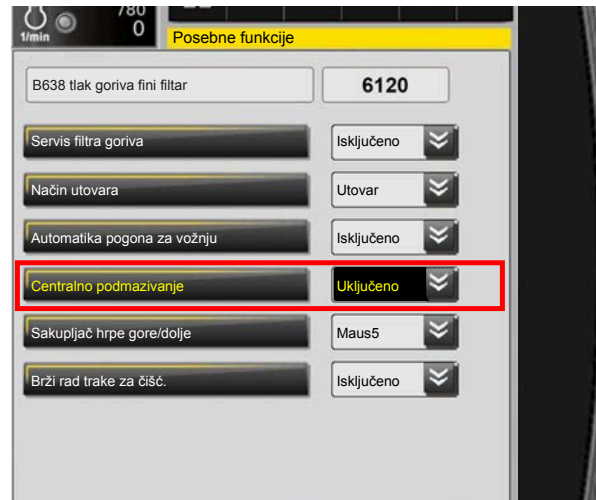 780
1/min 0
Posebne funkcije
B638 tlak goriva fini filtar 6120
Servis filtra goriva Isključeno
Način utovara Utovar
Automatika pogona za vožnju Isključeno
Centralno podmazivanje Uključeno
Sakupljač hrpe gore/dolje Maus5
Brži rad trake za čišć. Isključeno